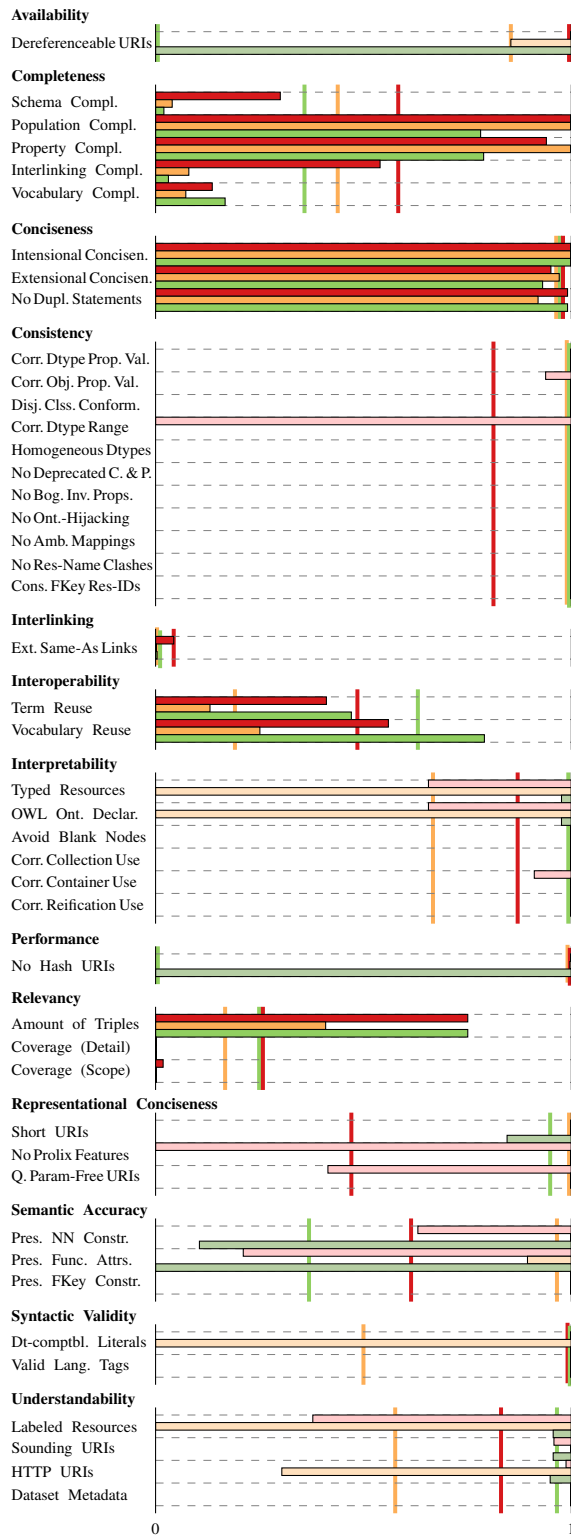 Availability
Dereferenceable URIs
Completeness
Schema Compl.
Population Compl.
Property Compl.
Interlinking Compl.
Vocabulary Compl.
Conciseness
Intensional Concisen.
Extensional Concisen.
No Dupl. Statements
Consistency
Corr. Dtype Prop. Val.
Corr. Obj. Prop. Val.
Disj. Clss. Conform.
Corr. Dtype Range
Homogeneous Dtypes
No Deprecated C. & P.
No Bog. Inv. Props.
No Ont.-Hijacking
No Amb. Mappings
No Res-Name Clashes
Cons. FKey Res-IDs
Interlinking
Ext. Same-As Links
Interoperability
Term Reuse
Vocabulary Reuse
Interpretability
Typed Resources
OWL Ont. Declar.
Avoid Blank Nodes
Corr. Collection Use
Corr. Container Use
Corr. Reification Use
Performance
No Hash URIs
Relevancy
Amount of Triples
Coverage (Detail)
Coverage (Scope)
Representational Conciseness
Short URIs
No Prolix Features
Q. Param-Free URIs
Semantic Accuracy
Pres. NN Constr.
Pres. Func. Attrs.
Pres. FKey Constr.
Syntactic Validity
Dt-comptbl. Literals
Valid Lang. Tags
Understandability
Labeled Resources
Sounding URIs
HTTP URIs
Dataset Metadata
0